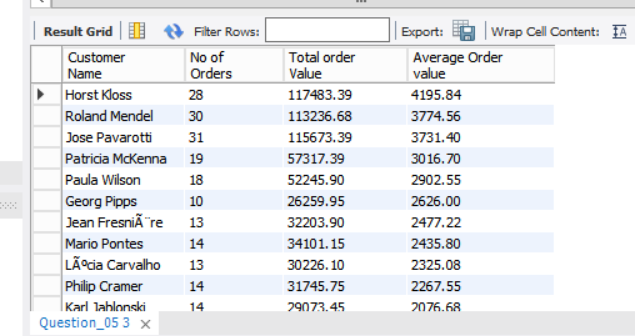 Result Grid Filter Rows: Export: Wrap Cell Content: IA
Customer Name No of Orders Total order Value Average Order value
Horst Kloss 28 117483.39 4195.84
Roland Mendel 30 113236.68 3774.56
Jose Pavarotti 31 115673.39 3731.40
Patricia McKenna 19 57317.39 3016.70
Paula Wilson 18 52245.90 2902.55
Georg Pipps 10 26259.95 2626.00
Jean FresniÃ¨re 13 32203.90 2477.22
Mario Pontes 14 34101.15 2435.80
LÃºcia Carvalho 13 30226.10 2325.08
Philip Cramer 14 31745.75 2267.55
Karl Jablonski 14 29073.45 2076.68
Question_05 3 ×